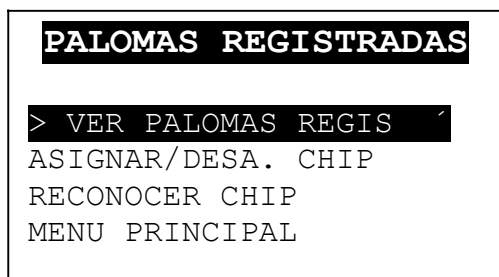 PALOMAS REGISTRADAS
> VER PALOMAS REGIS ´
ASIGNAR/DESA. CHIP
RECONOCER CHIP
MENU PRINCIPAL